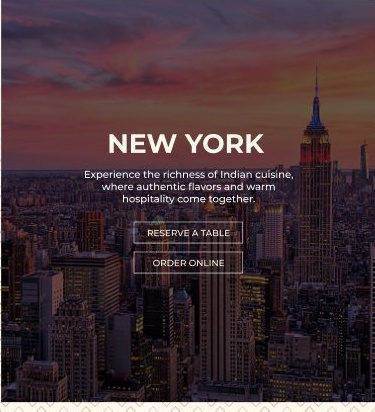 NEW YORK
Experience the richness of Indian cuisine,
where authentic flavors and warm
hospitality come together.
RESERVE A TABLE
ORDER ONLINE